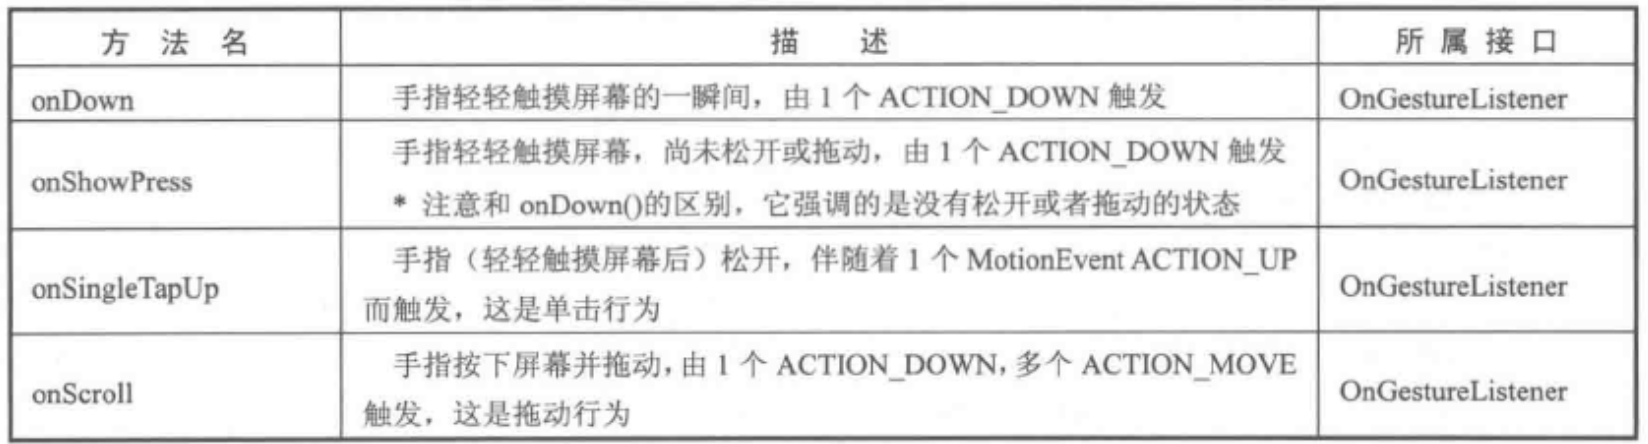 方 法 名 描 述 所 属 接 口
onDown 手指轻轻触摸屏幕的一瞬间，由 1 个 ACTION_DOWN 触发 OnGestureListener
onShowPress 手指轻轻触摸屏幕，尚未松开或拖动，由 1 个 ACTION_DOWN 触发 OnGestureListener
* 注意和 onDown()的区别，它强调的是没有松开或者拖动的状态
onSingleTapUp 手指（轻轻触摸屏幕后）松开，伴随着 1 个 MotionEvent ACTION_UP OnGestureListener
而触发，这是单击行为
onScroll 手指按下屏幕并拖动，由 1 个 ACTION_DOWN，多个 ACTION_MOVE OnGestureListener
触发，这是拖动行为